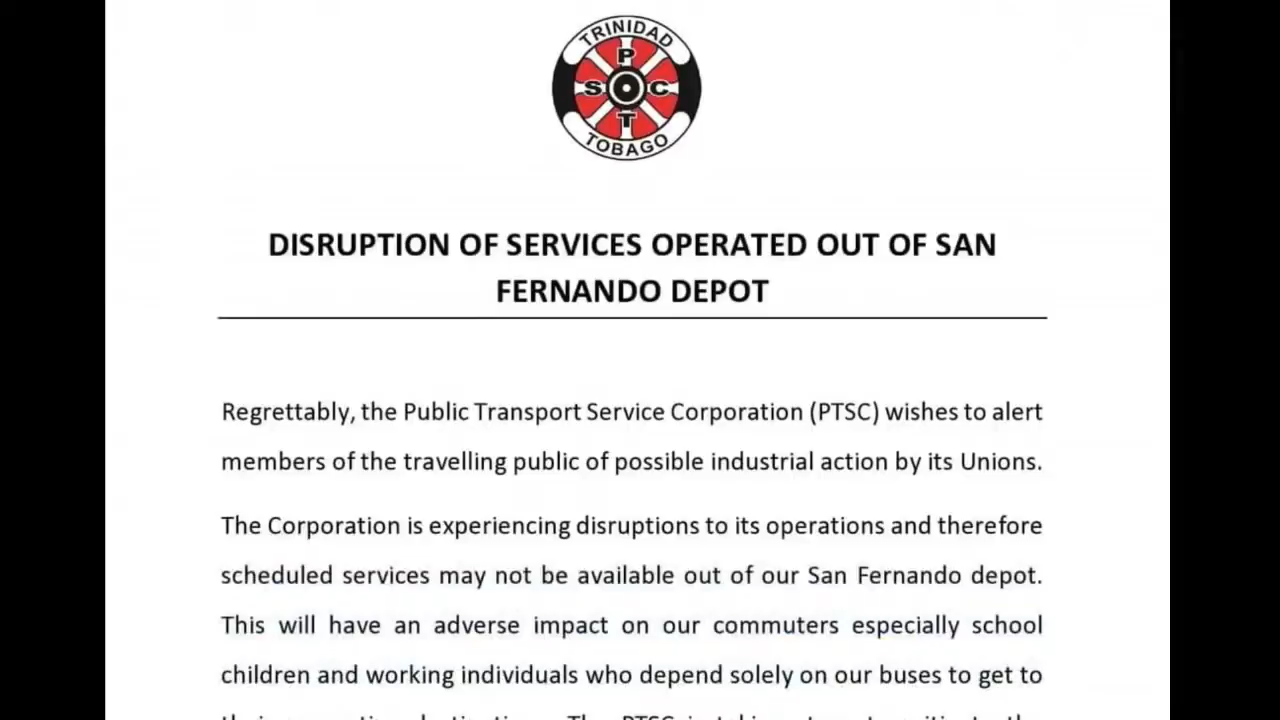 TRINIDAD
P
S C
T
TOBAGO
DISRUPTION OF SERVICES OPERATED OUT OF SAN
FERNANDO DEPOT
Regrettably, the Public Transport Service Corporation (PTSC) wishes to alert
members of the travelling public of possible industrial action by its Unions.
The Corporation is experiencing disruptions to its operations and therefore
scheduled services may not be available out of our San Fernando depot.
This will have an adverse impact on our commuters especially school
children and working individuals who depend solely on our buses to get to